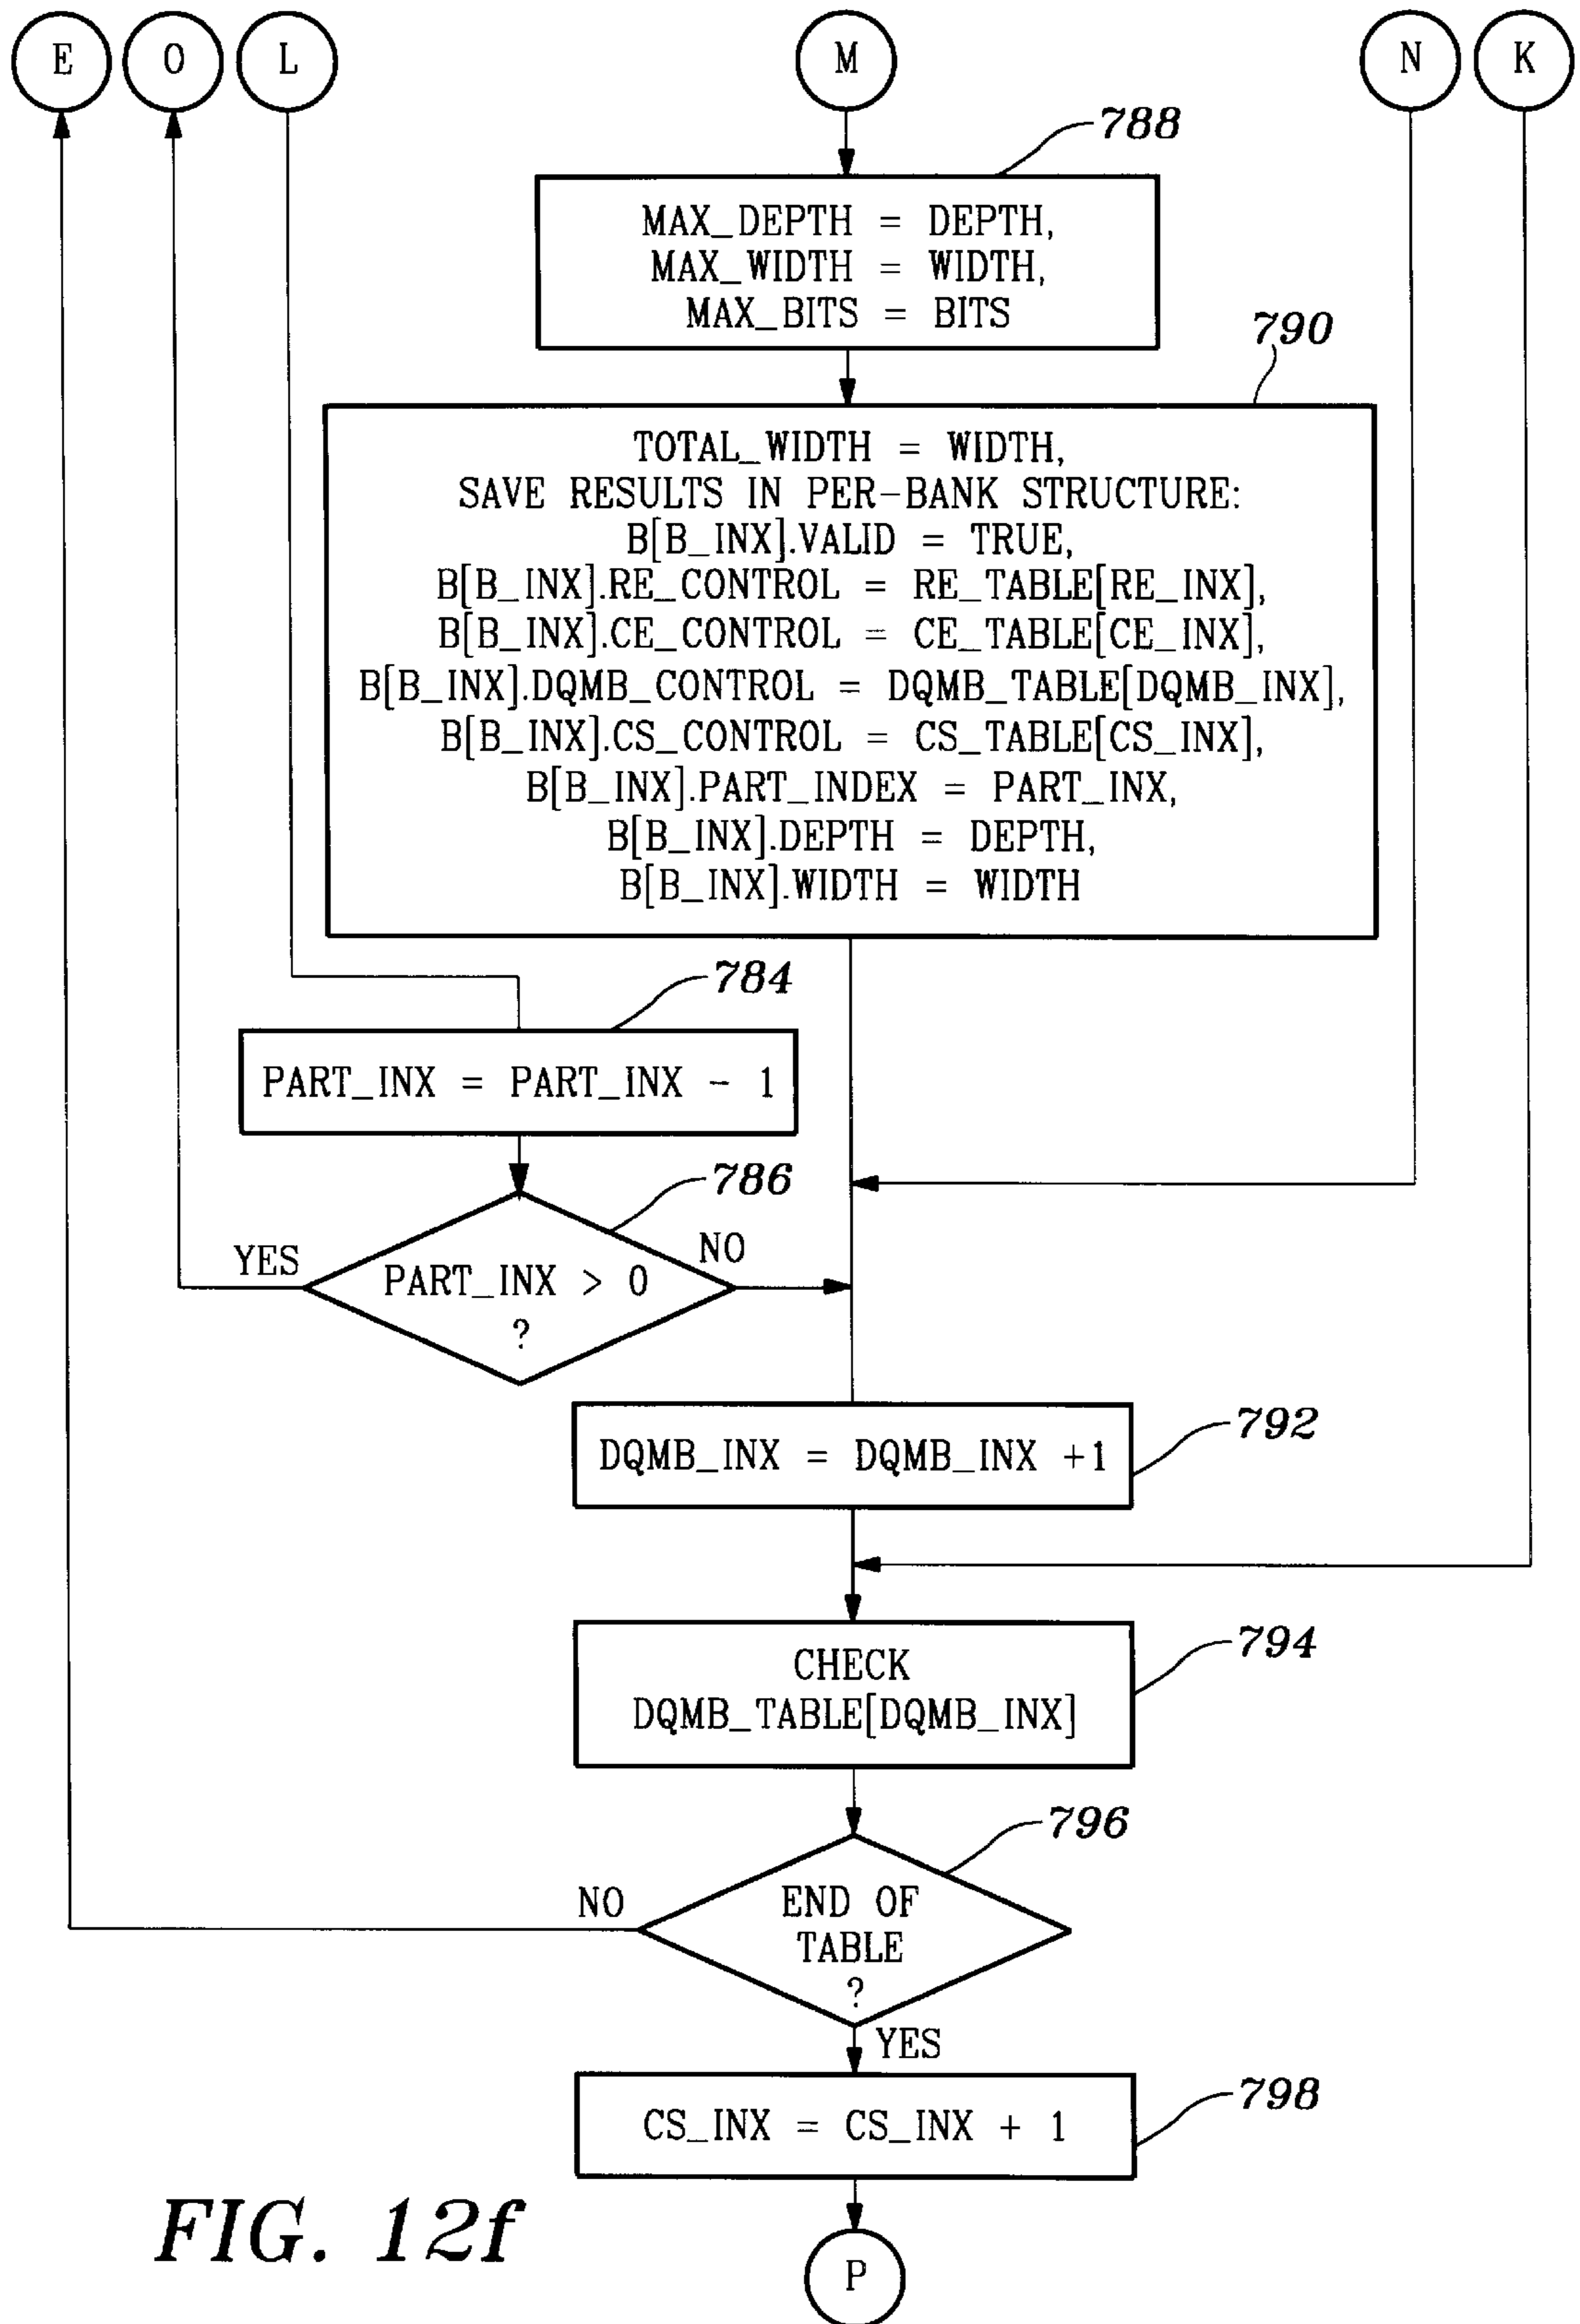 E O L M N K
788
MAX_DEPTH = DEPTH,
MAX_WIDTH = WIDTH,
MAX_BITS = BITS
790
TOTAL_WIDTH = WIDTH,
SAVE RESULTS IN PER-BANK STRUCTURE:
B[B_INX].VALID = TRUE,
B[B_INX].RE_CONTROL = RE_TABLE[RE_INX],
B[B_INX].CE_CONTROL = CE_TABLE[CE_INX],
B[B_INX].DQMB_CONTROL = DQMB_TABLE[DQMB_INX],
B[B_INX].CS_CONTROL = CS_TABLE[CS_INX],
B[B_INX].PART_INDEX = PART_INX,
B[B_INX].DEPTH = DEPTH,
B[B_INX].WIDTH = WIDTH
784
PART_INX = PART_INX - 1
786
YES
NO
PART_INX > 0
?
792
DQMB_INX = DQMB_INX +1
794
CHECK
DQMB_TABLE[DQMB_INX]
796
NO
END OF
TABLE
?
YES
798
CS_INX = CS_INX + 1
FIG. 12f
P